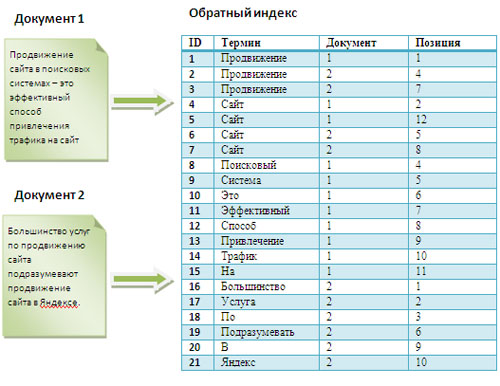 Документ 1
Продвижение
сайта в поисковых
системах – это
эффективный
способ
привлечения
трафика на сайт
Документ 2
Большинство услуг
по продвижению
сайта
подразумевают
продвижение
сайта в Яндексе.
Обратный индекс
ID Термин Документ Позиция
1 Продвижение 1 1
2 Продвижение 2 4
3 Продвижение 2 7
4 Сайт 1 2
5 Сайт 1 12
6 Сайт 2 5
7 Сайт 2 8
8 Поисковый 1 4
9 Система 1 5
10 Это 1 6
11 Эффективный 1 7
12 Способ 1 8
13 Привлечение 1 9
14 Трафик 1 10
15 На 1 11
16 Большинство 2 1
17 Услуга 2 2
18 По 2 3
19 Подразумевать 2 6
20 В 2 9
21 Яндекс 2 10